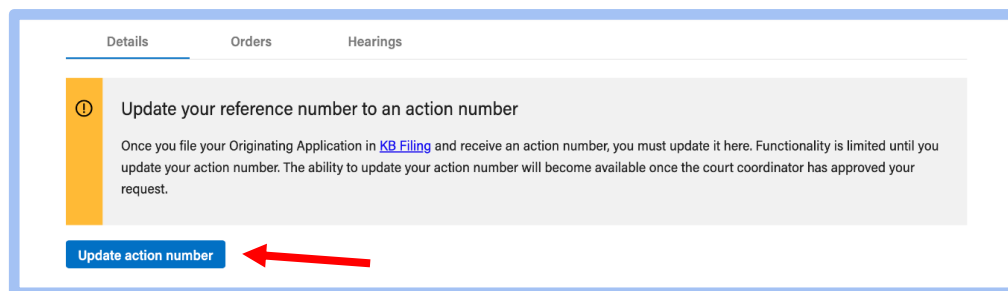 Details Orders Hearings
Update your reference number to an action number
Once you file your Originating Application in KB Filing and receive an action number, you must update it here. Functionality is limited until you
update your action number. The ability to update your action number will become available once the court coordinator has approved your
request.
Update action number